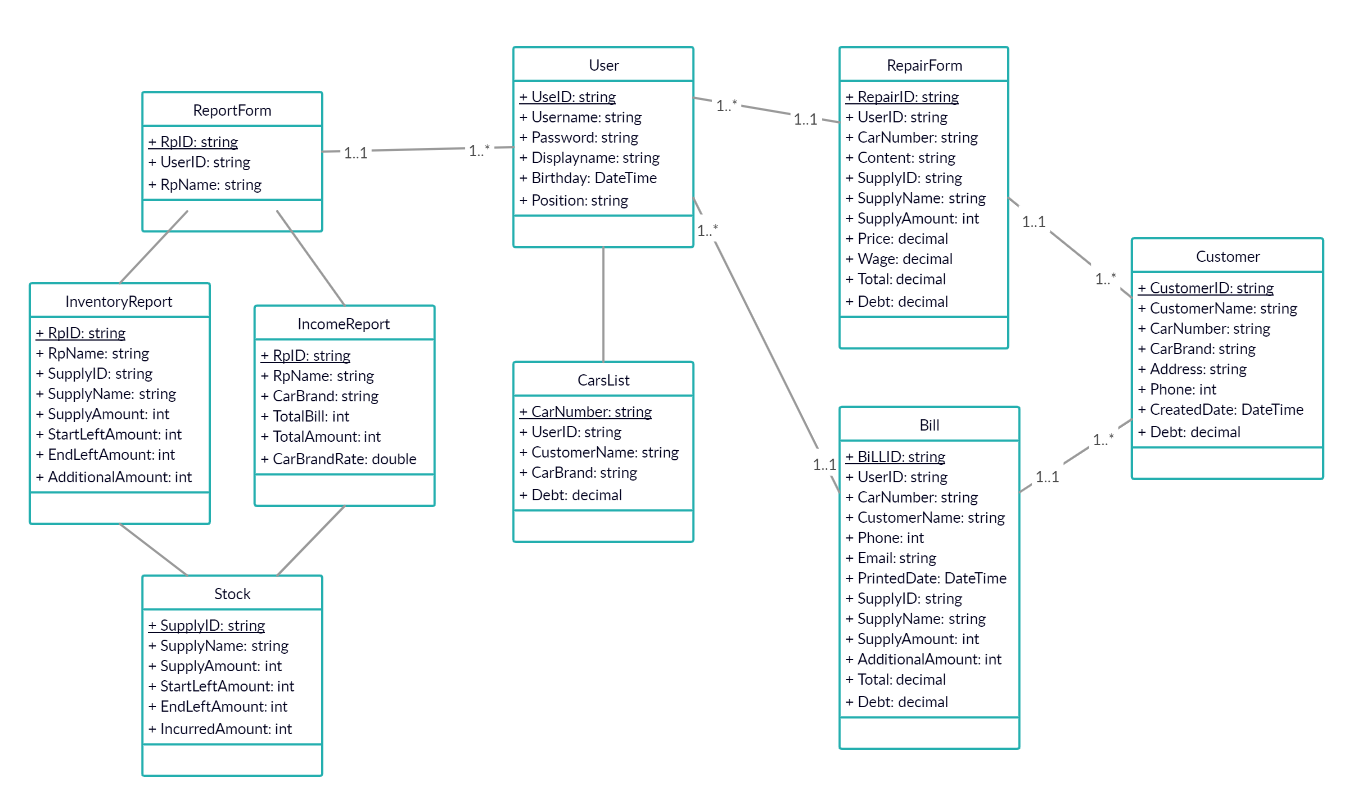 ReportForm
+ RpID: string
+ UserID: string
+ RpName: string
1..1
1..*
User
+ UseID: string
+ Username: string
+ Password: string
+ Displayname: string
+ Birthday: DateTime
+ Position: string
1..*
1..1
1..*
1..1
RepairForm
+ RepairID: string
+ UserID: string
+ CarNumber: string
+ Content: string
+ SupplyID: string
+ SupplyName: string
+ SupplyAmount: int
+ Price: decimal
+ Wage: decimal
+ Total: decimal
+ Debt: decimal
1..1
1..*
Customer
+ CustomerID: string
+ CustomerName: string
+ CarNumber: string
+ CarBrand: string
+ Address: string
+ Phone: int
+ CreatedDate: DateTime
+ Debt: decimal
1..*
1..1
InventoryReport
+ RpID: string
+ RpName: string
+ SupplyID: string
+ SupplyName: string
+ SupplyAmount: int
+ StartLeftAmount: int
+ EndLeftAmount: int
+ AdditionalAmount: int
IncomeReport
+ RpID: string
+ RpName: string
+ CarBrand: string
+ TotalBill: int
+ TotalAmount: int
+ CarBrandRate: double
CarsList
+ CarNumber: string
+ UserID: string
+ CustomerName: string
+ CarBrand: string
+ Debt: decimal
Bill
+ BiLLID: string
+ UserID: string
+ CarNumber: string
+ CustomerName: string
+ Phone: int
+ Email: string
+ PrintedDate: DateTime
+ SupplyID: string
+ SupplyName: string
+ SupplyAmount: int
+ AdditionalAmount: int
+ Total: decimal
+ Debt: decimal
Stock
+ SupplyID: string
+ SupplyName: string
+ SupplyAmount: int
+ StartLeftAmount: int
+ EndLeftAmount: int
+ IncurredAmount: int